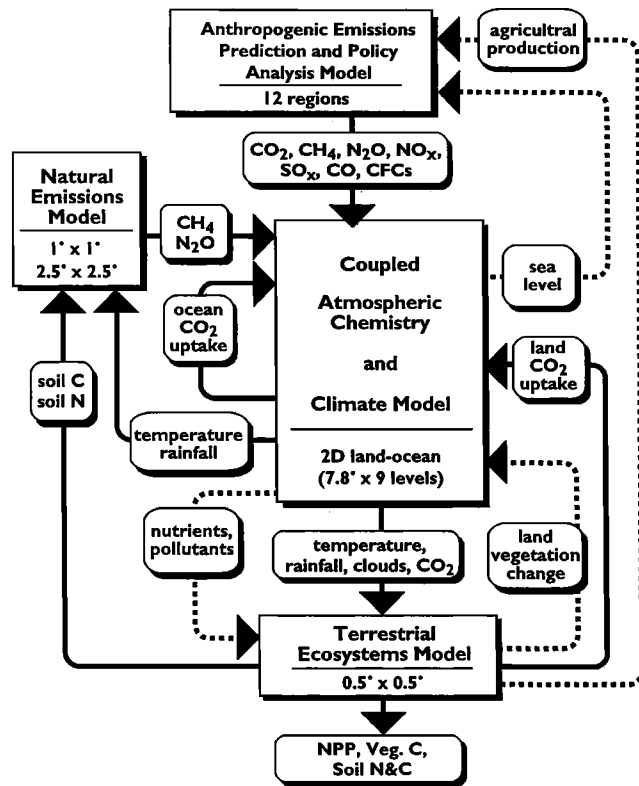 Anthropogenic Emissions
Prediction and Policy
Analysis Model
12 regions
agricultral
production
CO2, CH4, N2O, NOX,
SOX, CO, CFCs
Natural
Emissions
Model
1° x 1°
2.5° x 2.5°
CH4
N2O
Coupled
Atmospheric
Chemistry
and
Climate Model
2D land-ocean
(7.8° x 9 levels)
sea
level
ocean
CO2
uptake
land
CO2
uptake
soil C
soil N
temperature
rainfall
nutrients,
pollutants
temperature,
rainfall, clouds, CO2
land
vegetation
change
Terrestrial
Ecosystems Model
0.5° x 0.5°
NPP, Veg. C,
Soil N&C